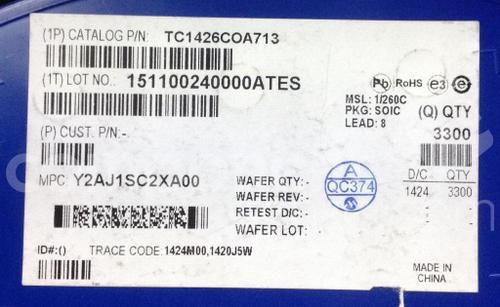 (1P) CATALOG P/N: TC1426COA713
(1T) LOT NO.: 151100240000ATES
Pb RoHS e3 e
MSL: 1/260C
PKG: SOIC (Q) QTY
LEAD: 8 3300
(P) CUST. P/N:-
D/C QTY
1424 3300
MPC: Y2AJ1SC2XA00
WAFER QTY: -
WAFER REV: -
RETEST D/C: -
WAFER LOT: -
A
QC374
ID#:() TRACE CODE: 1424M00,1420J5W
ASSEMBLED IN:
CHINA